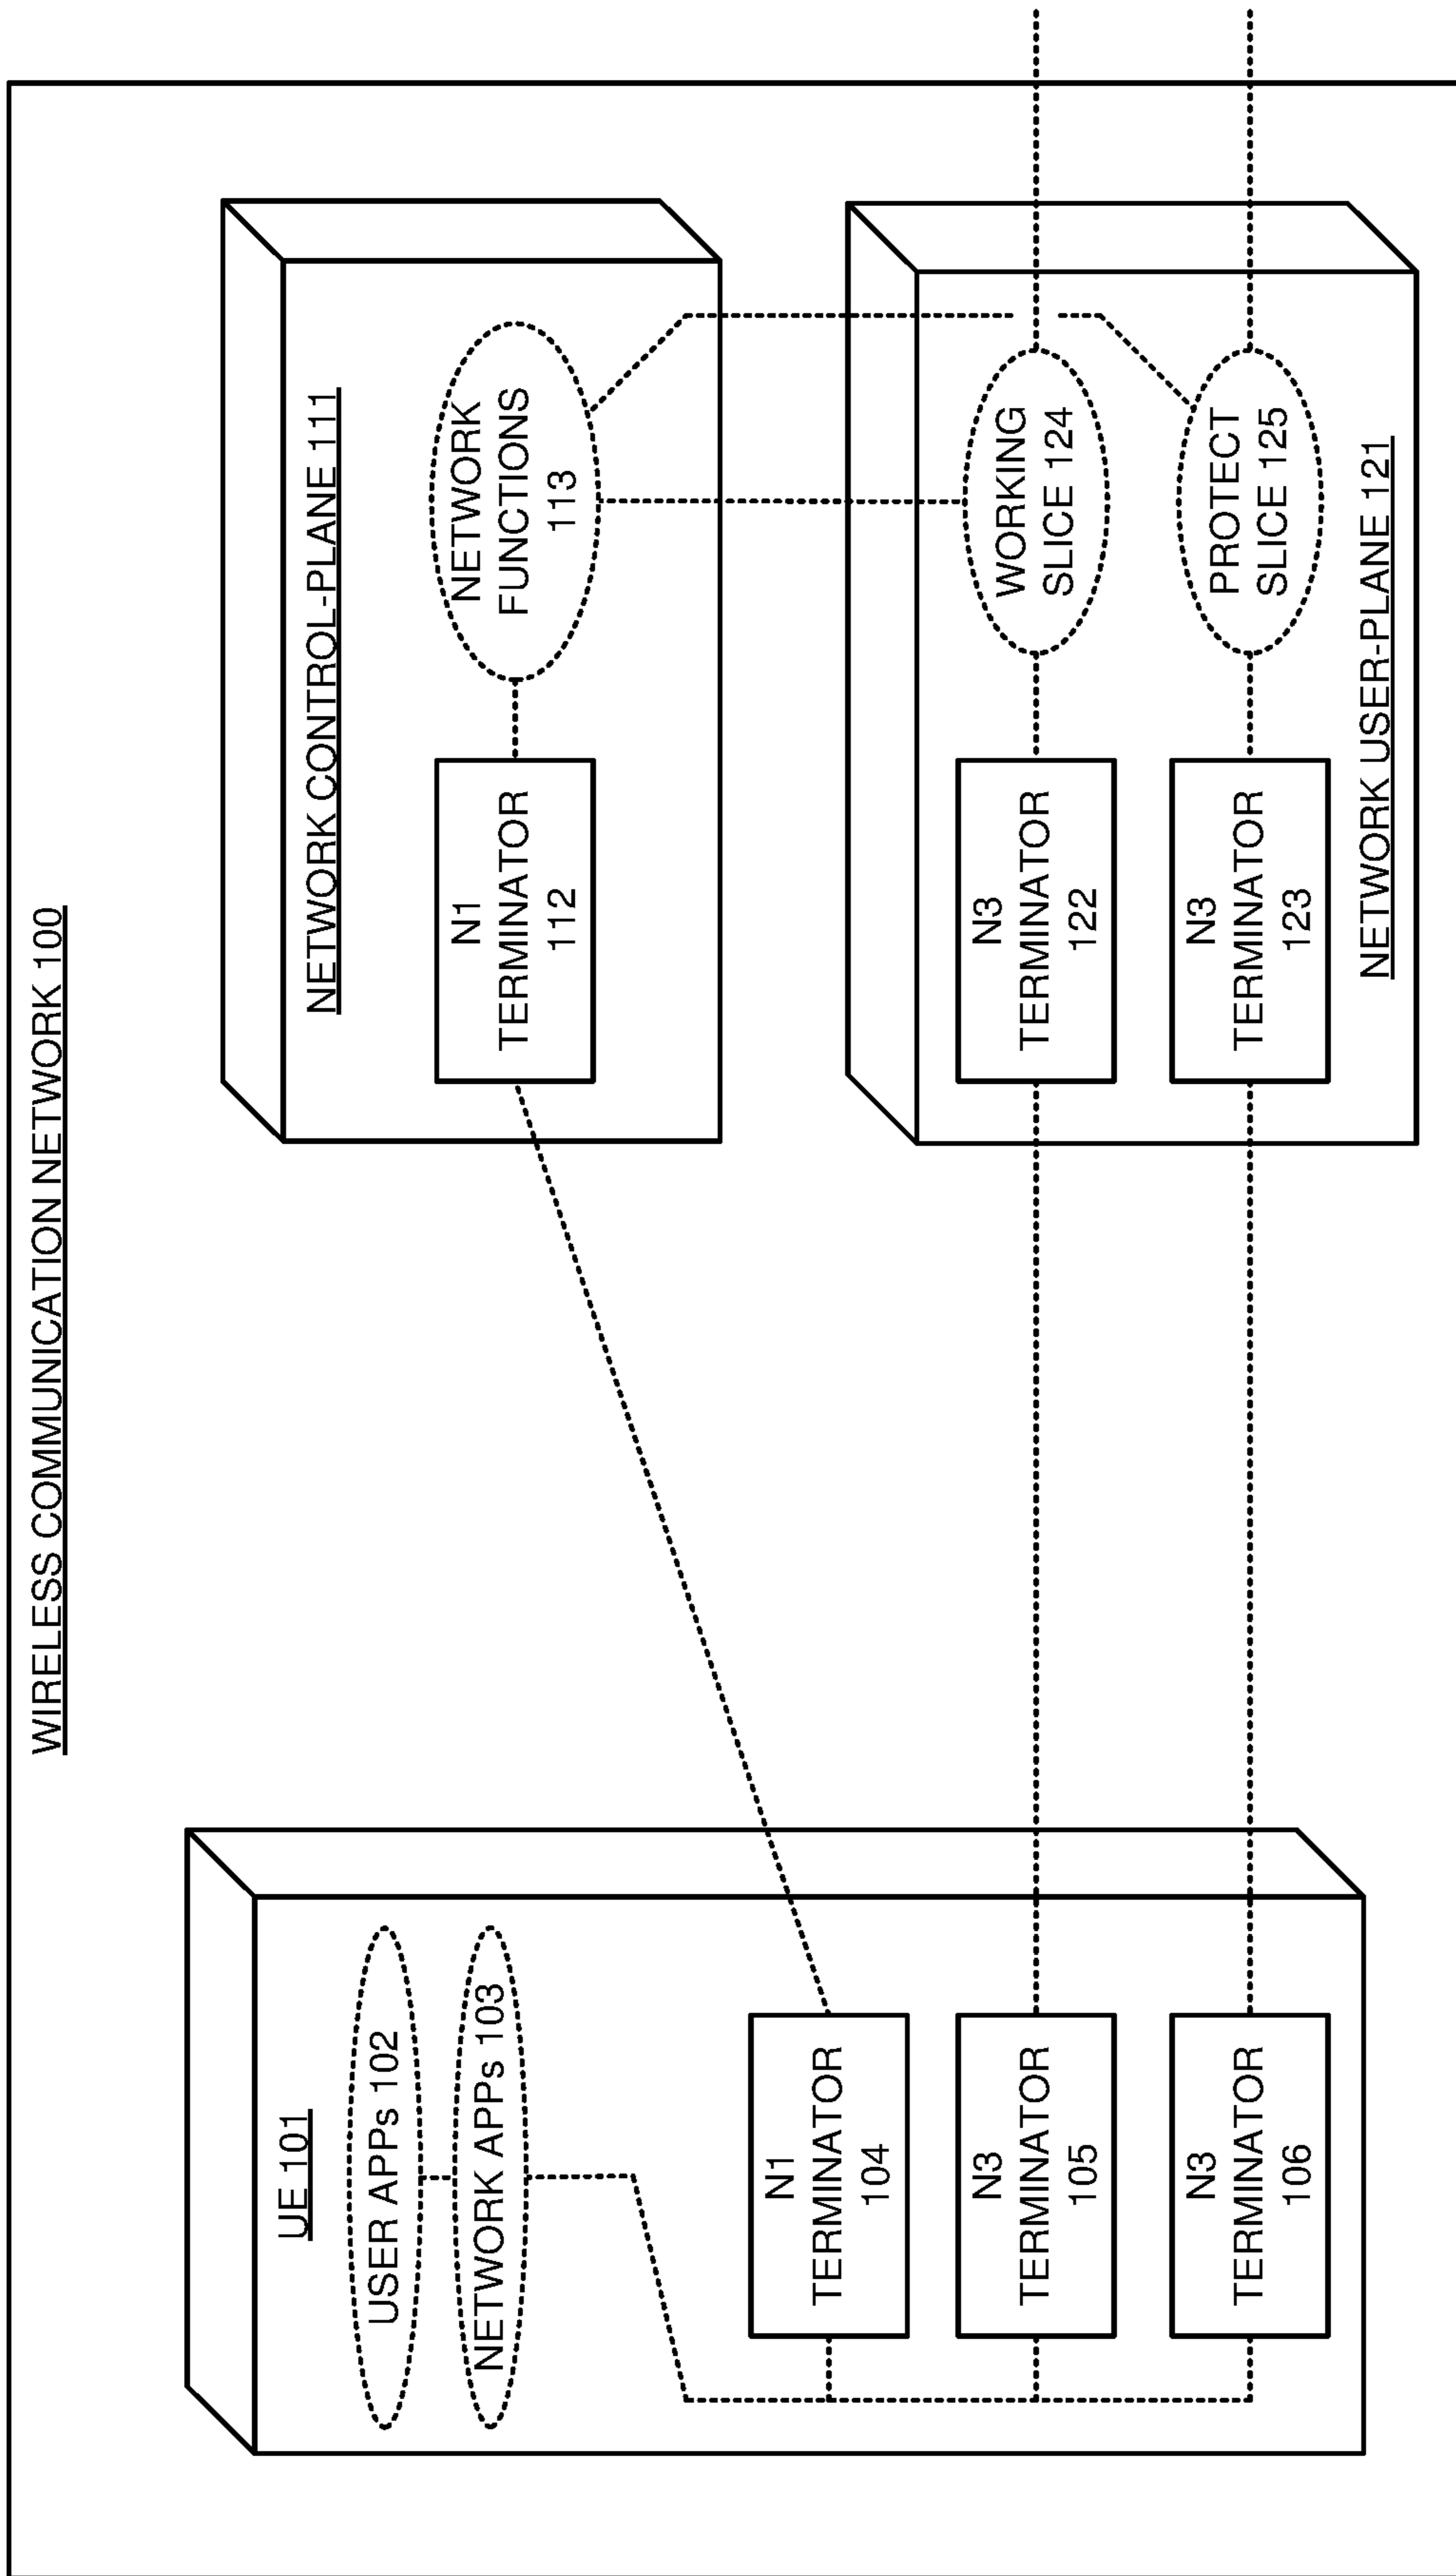 WIRELESS COMMUNICATION NETWORK 100
UE 101
USER APPs 102
NETWORK APPs 103
N1
TERMINATOR
104
N3
TERMINATOR
105
N3
TERMINATOR
106
NETWORK CONTROL-PLANE 111
N1
TERMINATOR
112
NETWORK
FUNCTIONS
113
N3
TERMINATOR
122
WORKING
SLICE 124
N3
TERMINATOR
123
PROTECT
SLICE 125
NETWORK USER-PLANE 121